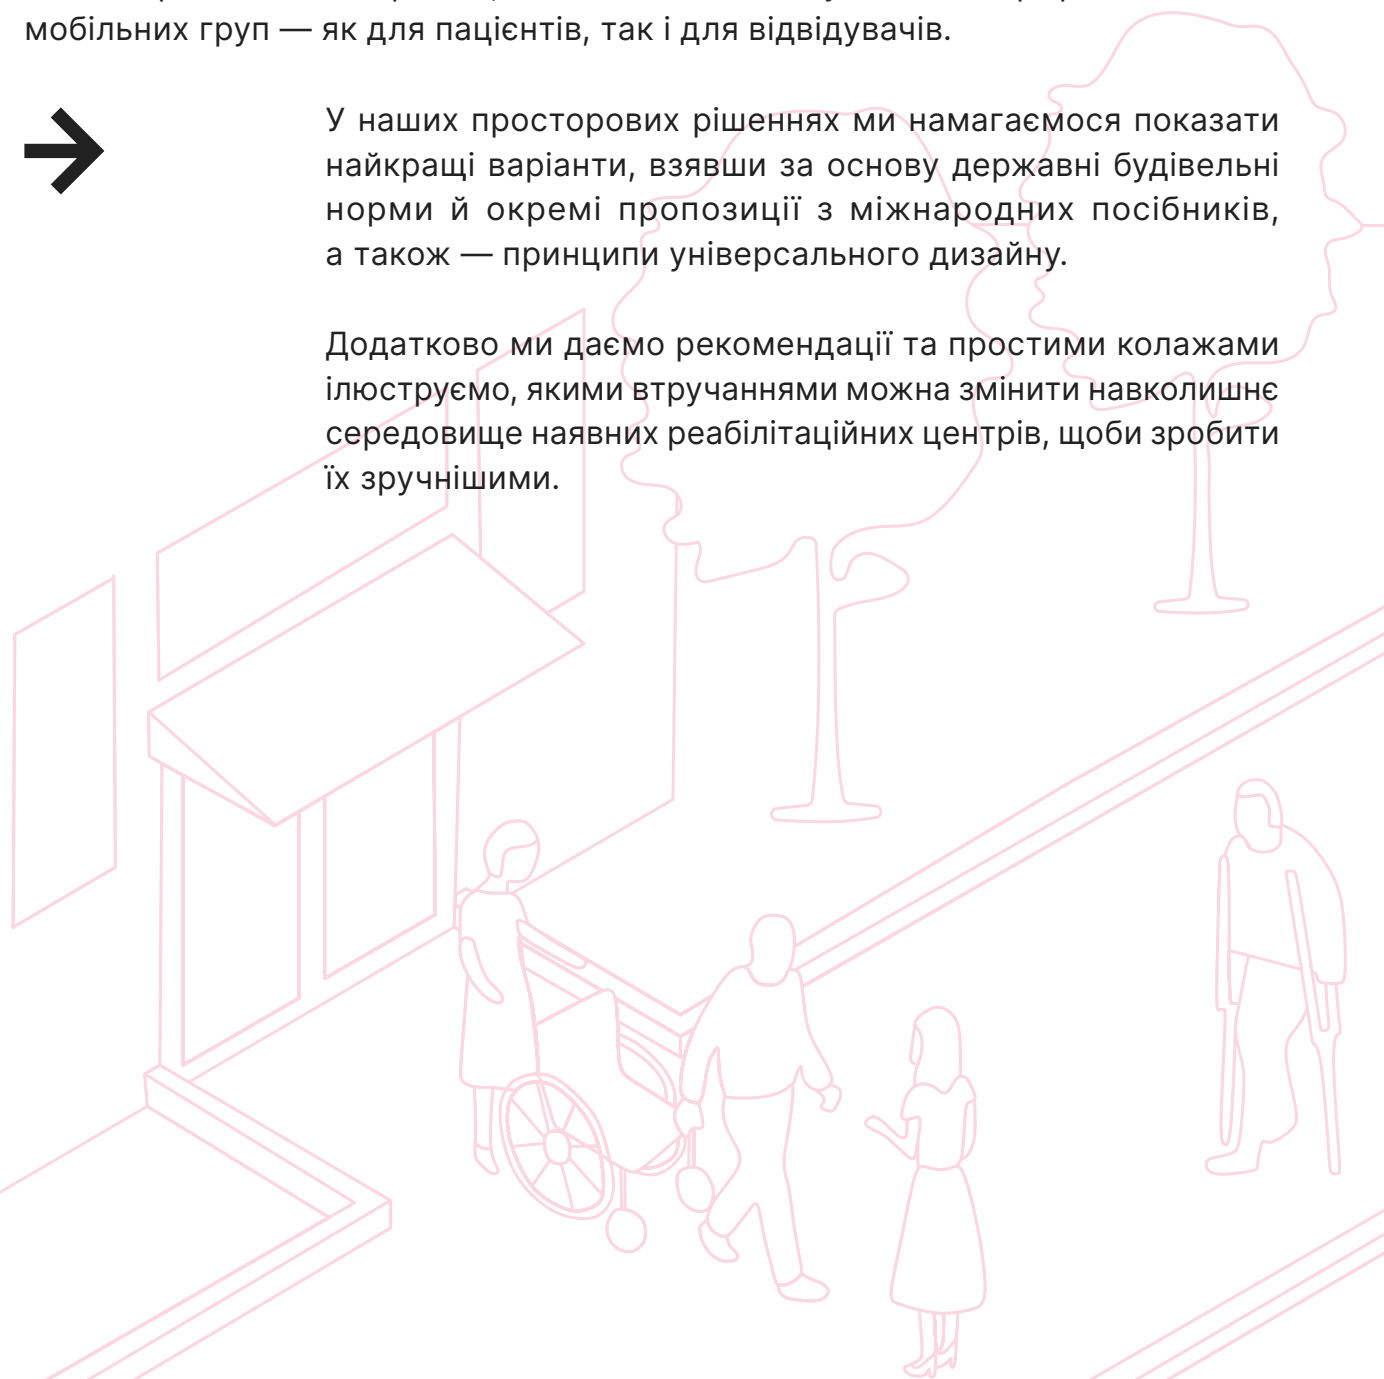 мобільних груп — як для пацієнтів, так і для відвідувачів.
У наших просторових рішеннях ми намагаємося показати
найкращі варіанти, взявши за основу державні будівельні
норми й окремі пропозиції з міжнародних посібників,
а також — принципи універсального дизайну.
Додатково ми даємо рекомендації та простими колажами
ілюструємо, якими втручаннями можна змінити навколишнє
середовище наявних реабілітаційних центрів, щоби зробити
їх зручнішими.